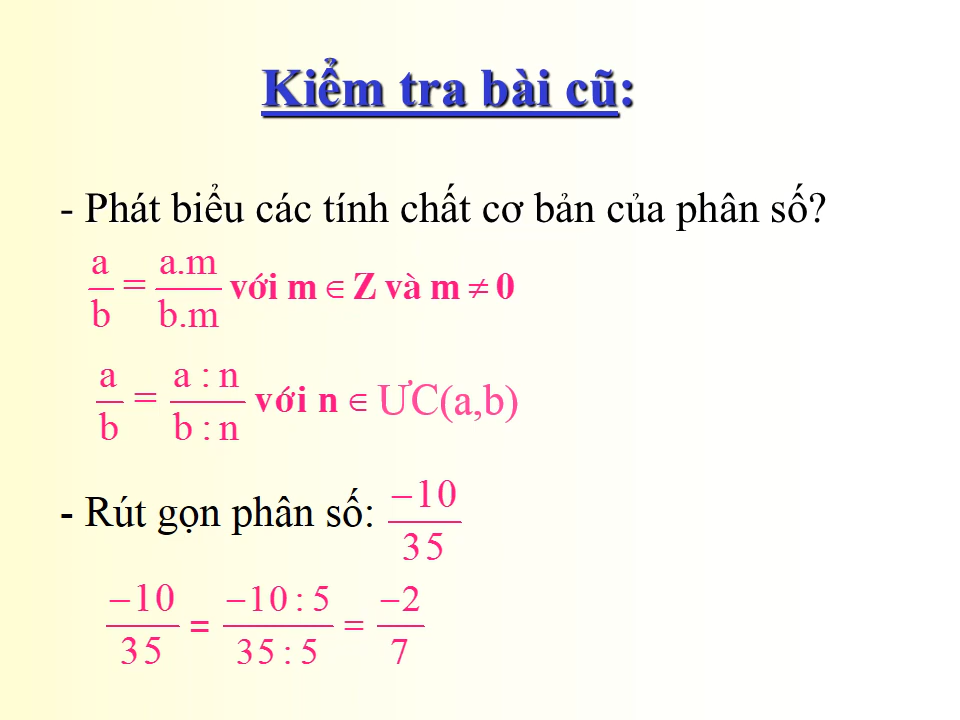 Kiểm tra bài cũ:
- Phát biểu các tính chất cơ bản của phân số?
a/b = a.m/b.m với m ∈ Z và m ≠ 0
a/b = a : n/b : n với n ∈ ƯC(a,b)
- Rút gọn phân số: −10/35
−10/35 = −10 : 5/35 : 5 = −2/7